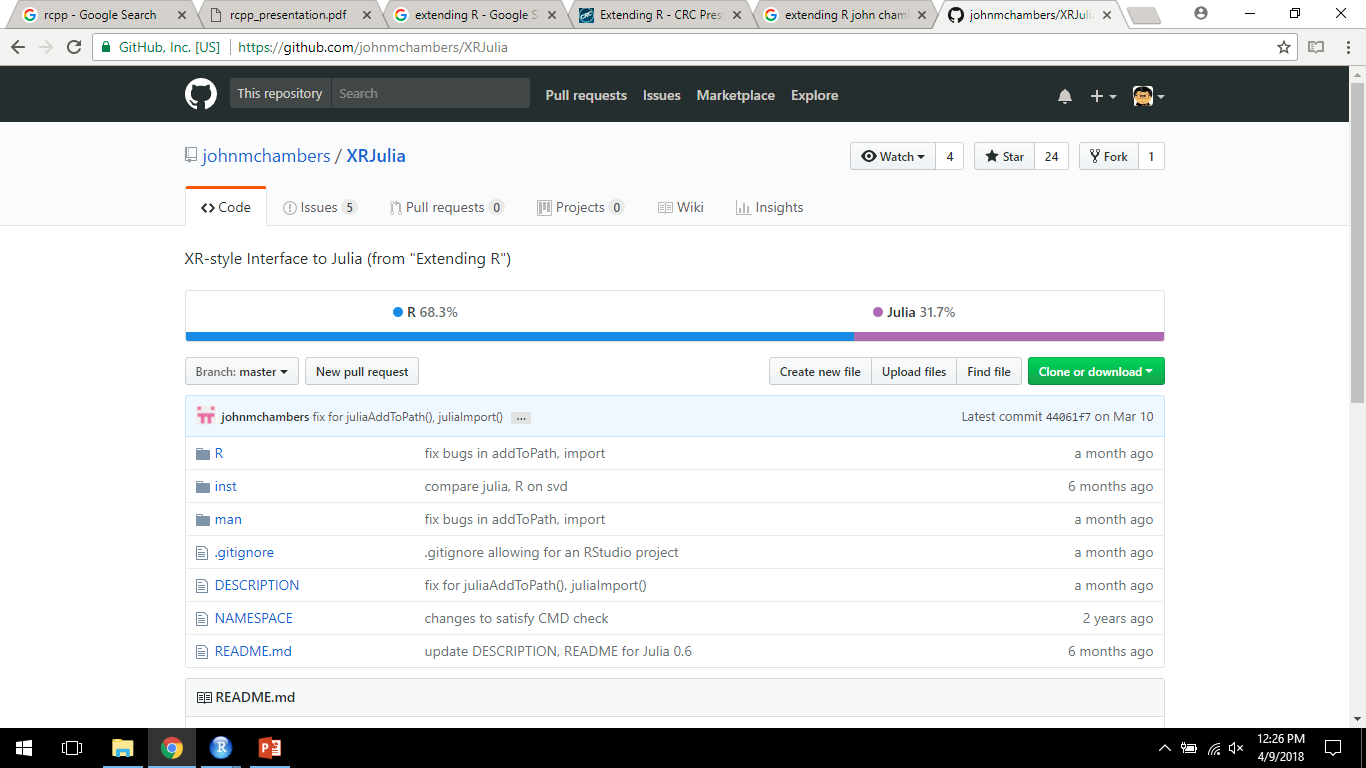 rcpp - Google Search
rcpp_presentation.pdf
extending R - Google S
Extending R - CRC Pres
extending R john cham
johnmchambers/XRJuli
GitHub, Inc. [US] https://github.com/johnmchambers/XRJulia
This repository Search Pull requests Issues Marketplace Explore
johnmchambers / XRJulia Watch 4 Star 24 Fork 1
Code Issues 5 Pull requests 0 Projects 0 Wiki Insights
XR-style Interface to Julia (from "Extending R")
R 68.3% Julia 31.7%
Branch: master New pull request Create new file Upload files Find file Clone or download
johnmchambers fix for juliaAddToPath(), juliaImport() … Latest commit 44061f7 on Mar 10
R fix bugs in addToPath, import a month ago
inst compare julia, R on svd 6 months ago
man fix bugs in addToPath, import a month ago
.gitignore .gitignore allowing for an RStudio project a month ago
DESCRIPTION fix for juliaAddToPath(), juliaImport() a month ago
NAMESPACE changes to satisfy CMD check 2 years ago
README.md update DESCRIPTION, README for Julia 0.6 6 months ago
README.md
12:26 PM
4/9/2018